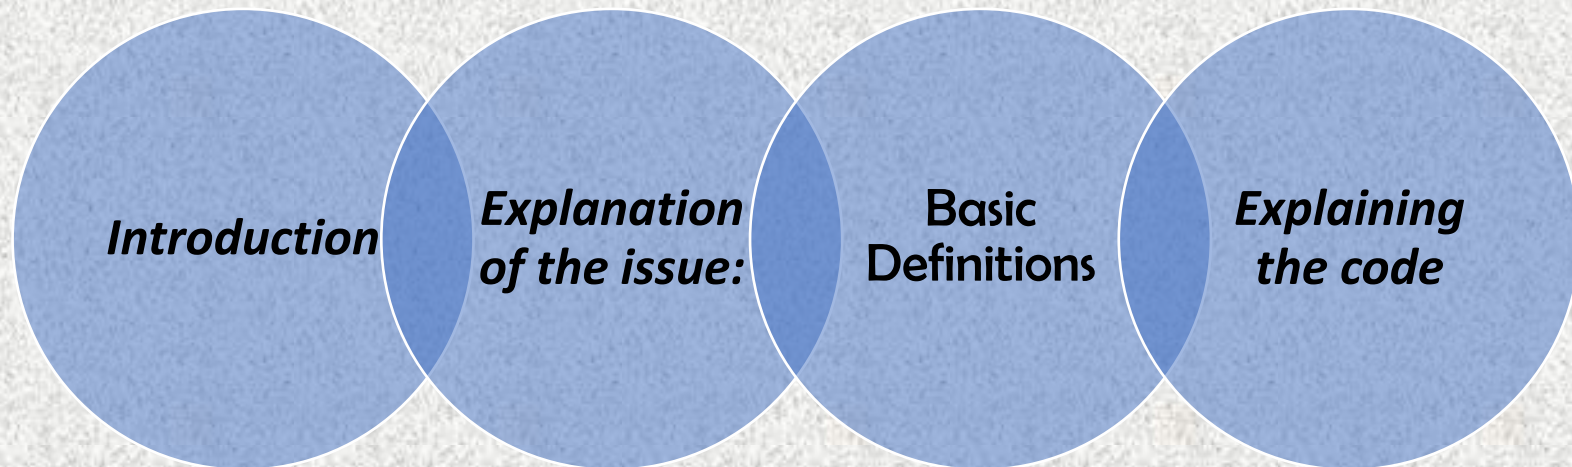 Introduction
Explanation
of the issue:
Basic
Definitions
Explaining
the code